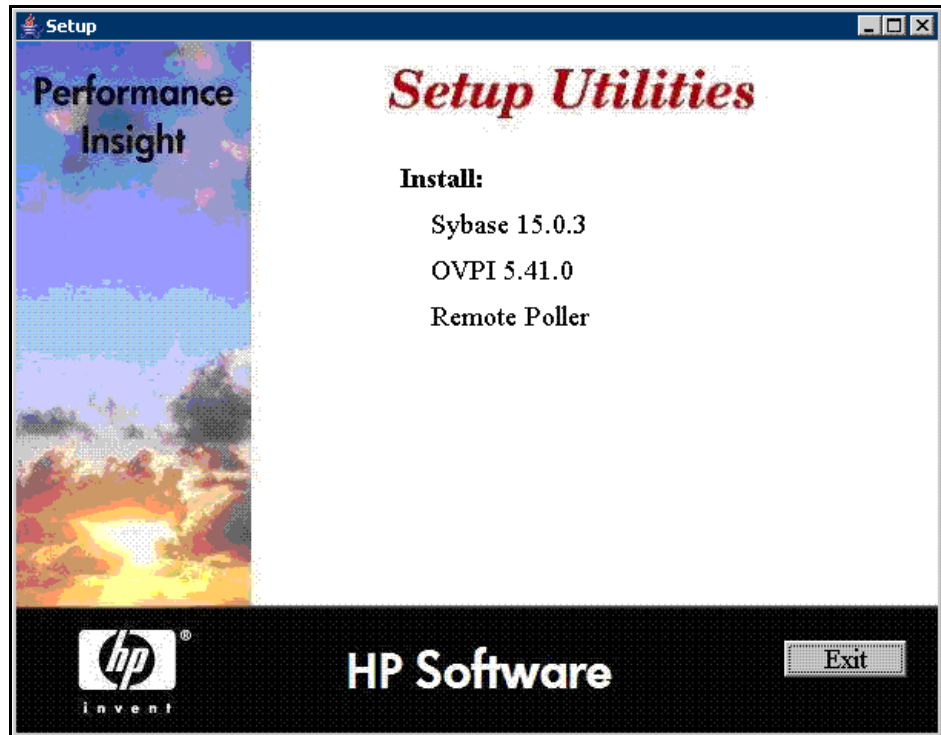 Setup
Performance
Insight
Setup Utilities
Install:
Sybase 15.0.3
OVPI 5.41.0
Remote Poller
hp®
invent
HP Software
Exit